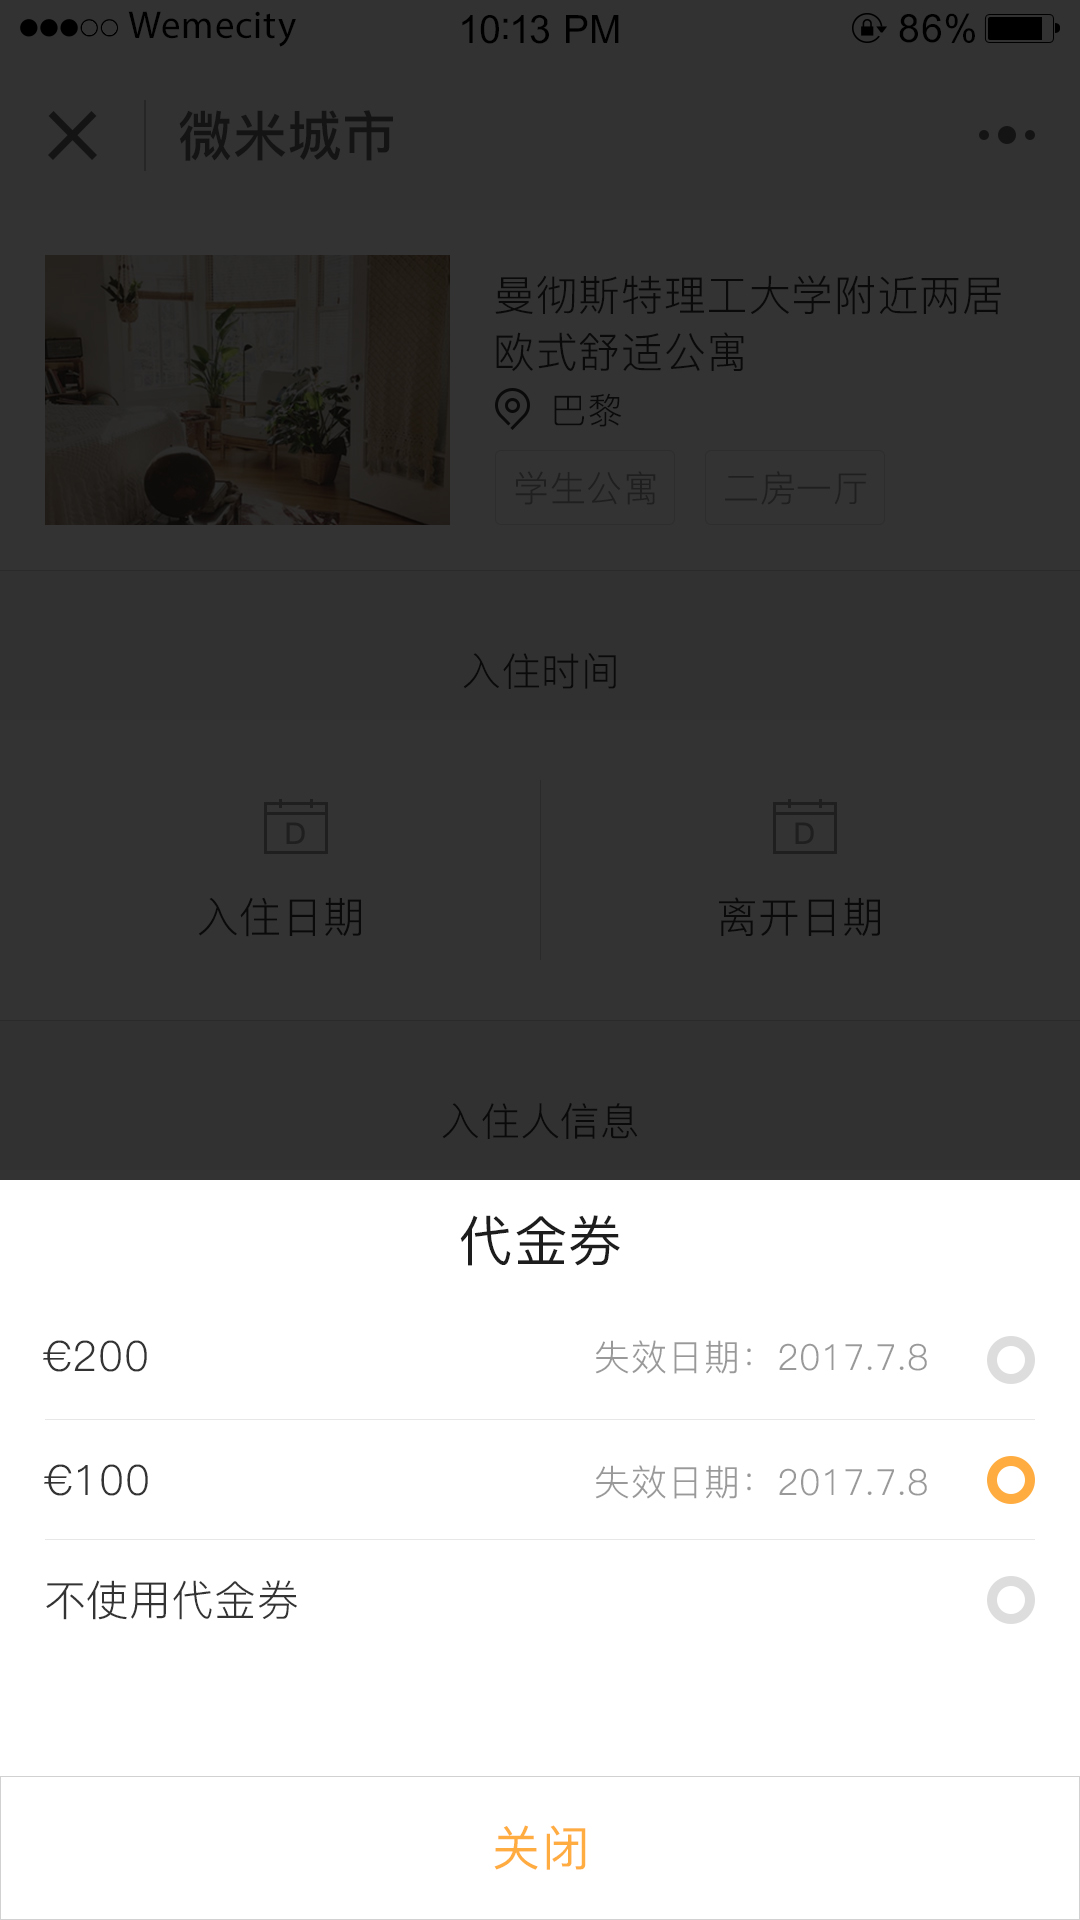 Wemecity 10:13 PM 86%
微米城市
曼彻斯特理工大学附近两居
欧式舒适公寓
巴黎
学生公寓 二房一厅
入住时间
D D
入住日期 离开日期
入住人信息
代金券
€200 失效日期：2017.7.8
€100 失效日期：2017.7.8
不使用代金券
关闭